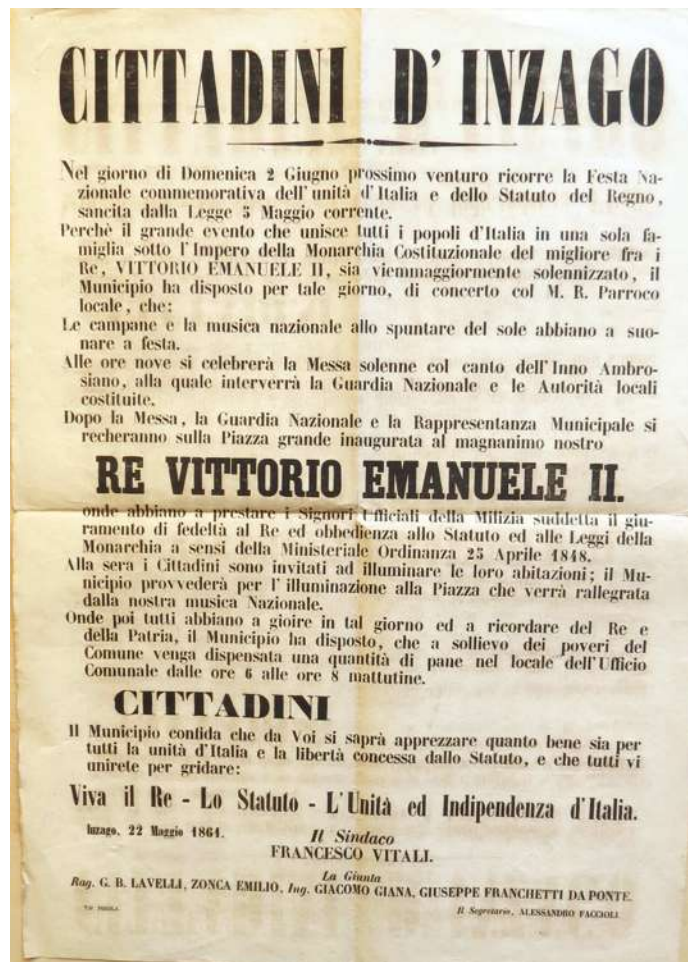 CITTADINI D' INZAGO
Nel giorno di Domenica 2 Giugno prossimo venturo ricorre la Festa Na-
zionale commemorativa dell'unità d'Italia e dello Statuto del Regno,
sancita dalla Legge 5 Maggio corrente.
Perchè il grande evento che unisce tutti i popoli d'Italia in una sola fa-
miglia sotto l'Impero della Monarchia Costituzionale del migliore fra i
Re, VITTORIO EMANUELE II, sia viemmaggiormente solennizzato, il
Municipio ha disposto per tale giorno, di concerto col M. R. Parroco
locale, che:
Le campane e la musica nazionale allo spuntare del sole abbiano a suo-
nare a festa.
Alle ore nove si celebrerà la Messa solenne col canto dell'Inno Ambro-
siano, alla quale interverrà la Guardia Nazionale e le Autorità locali
costituite.
Dopo la Messa, la Guardia Nazionale e la Rappresentanza Municipale si
recheranno sulla Piazza grande inaugurata al magnanimo nostro
RE VITTORIO EMANUELE II.
onde abbiano a prestare i Signori Ufficiali della Milizia suddetta il giu-
ramento di fedeltà al Re ed obbedienza allo Statuto ed alle Leggi della
Monarchia a sensi della Ministeriale Ordinanza 25 Aprile 1848.
Alla sera i Cittadini sono invitati ad illuminare le loro abitazioni; il Mu-
nicipio provvederà per l'illuminazione alla Piazza che verrà rallegrata
dalla nostra musica Nazionale.
Onde poi tutti abbiano a gioire in tal giorno ed a ricordare del Re e
della Patria, il Municipio ha disposto, che a sollievo dei poveri del
Comune venga dispensata una quantità di pane nel locale dell'Ufficio
Comunale dalle ore 6 alle ore 8 mattutine.
CITTADINI
Il Municipio confida che da Voi si saprà apprezzare quanto bene sia per
tutti la unità d'Italia e la libertà concessa dallo Statuto, e che tutti vi
unirete per gridare:
Viva il Re - Lo Statuto - L'Unità ed Indipendenza d'Italia.
Inzago, 22 Maggio 1861.
Il Sindaco
FRANCESCO VITALI.
La Giunta
Rag. G. B. LAVELLI, ZONCA EMILIO, Ing. GIACOMO GIANA, GIUSEPPE FRANCHETTI DA PONTE.
Il Segretario, ALESSANDRO FACCIOLI